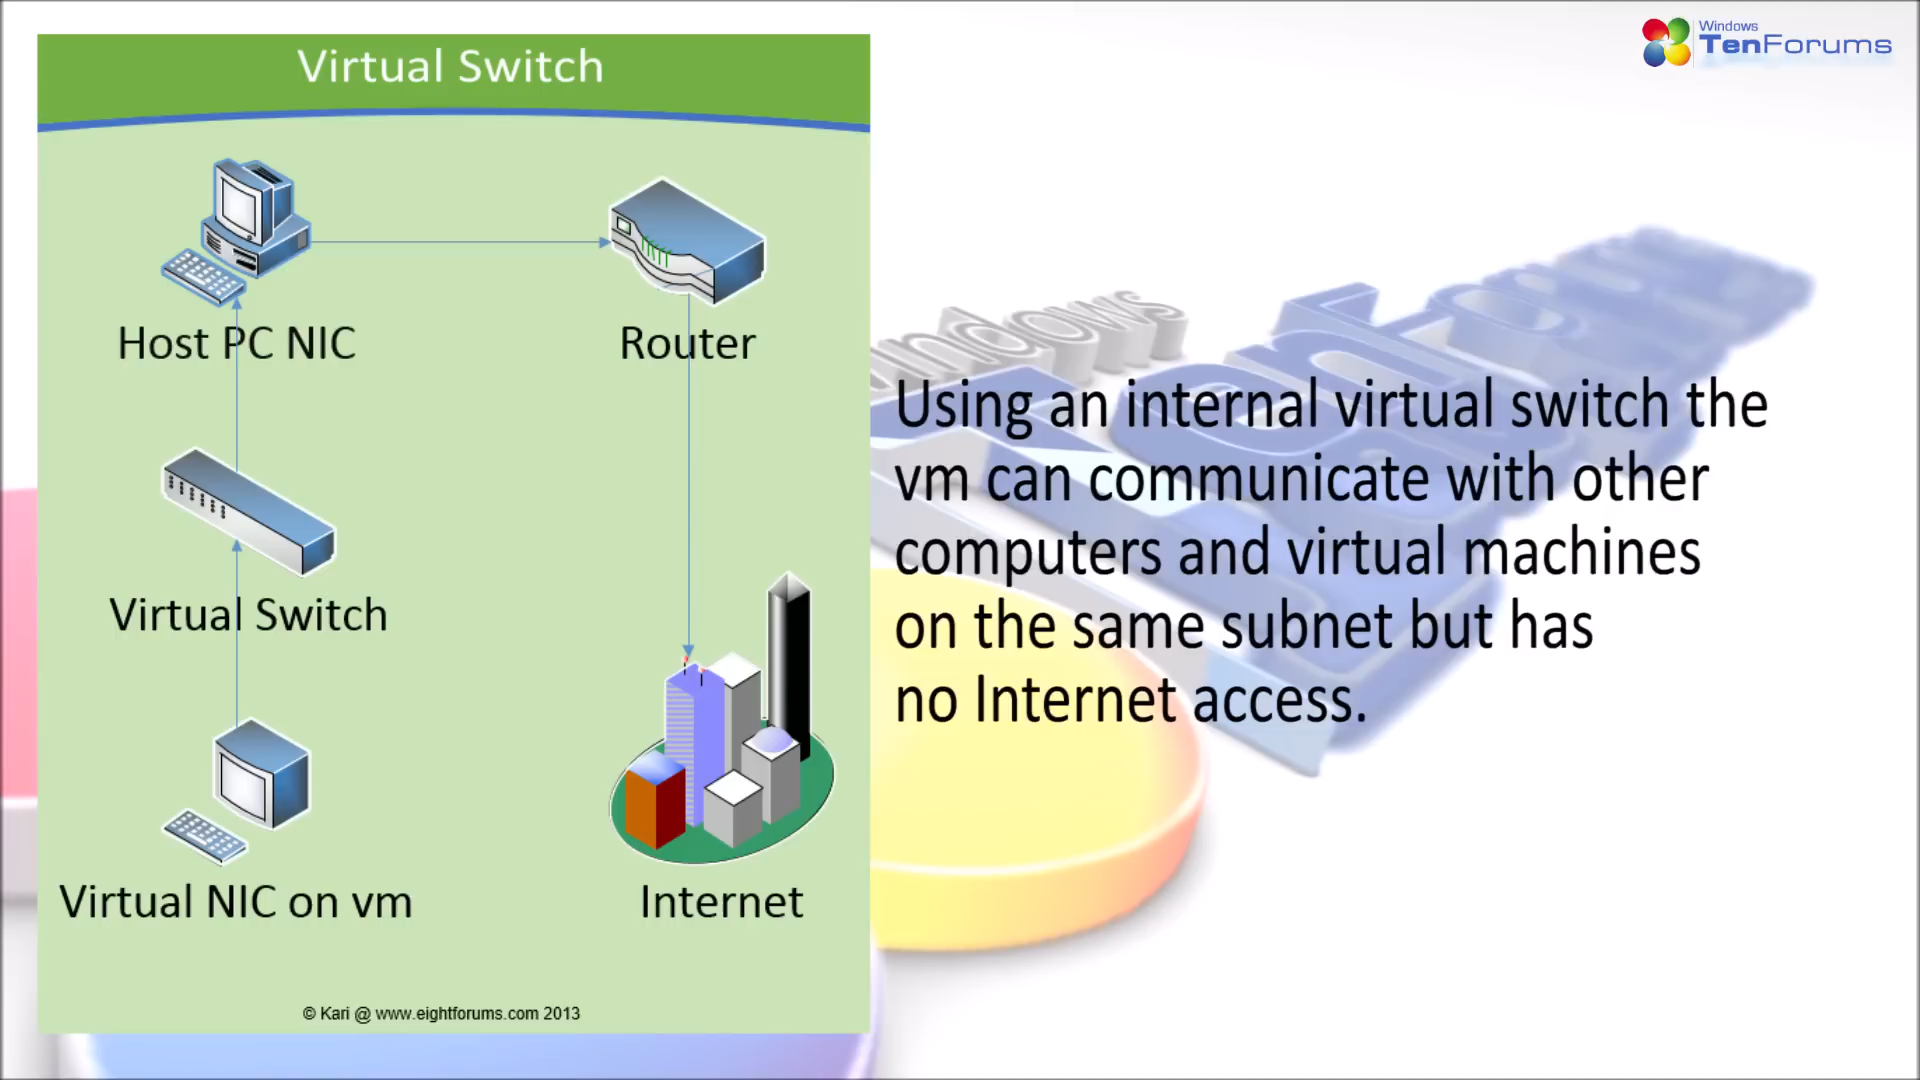 Virtual Switch
Windows
TenForums
Host PC NIC
Router
Virtual Switch
Virtual NIC on vm
Internet
© Kari @ www.eightforums.com 2013
Using an internal virtual switch the
vm can communicate with other
computers and virtual machines
on the same subnet but has
no Internet access.
indows
TenForums